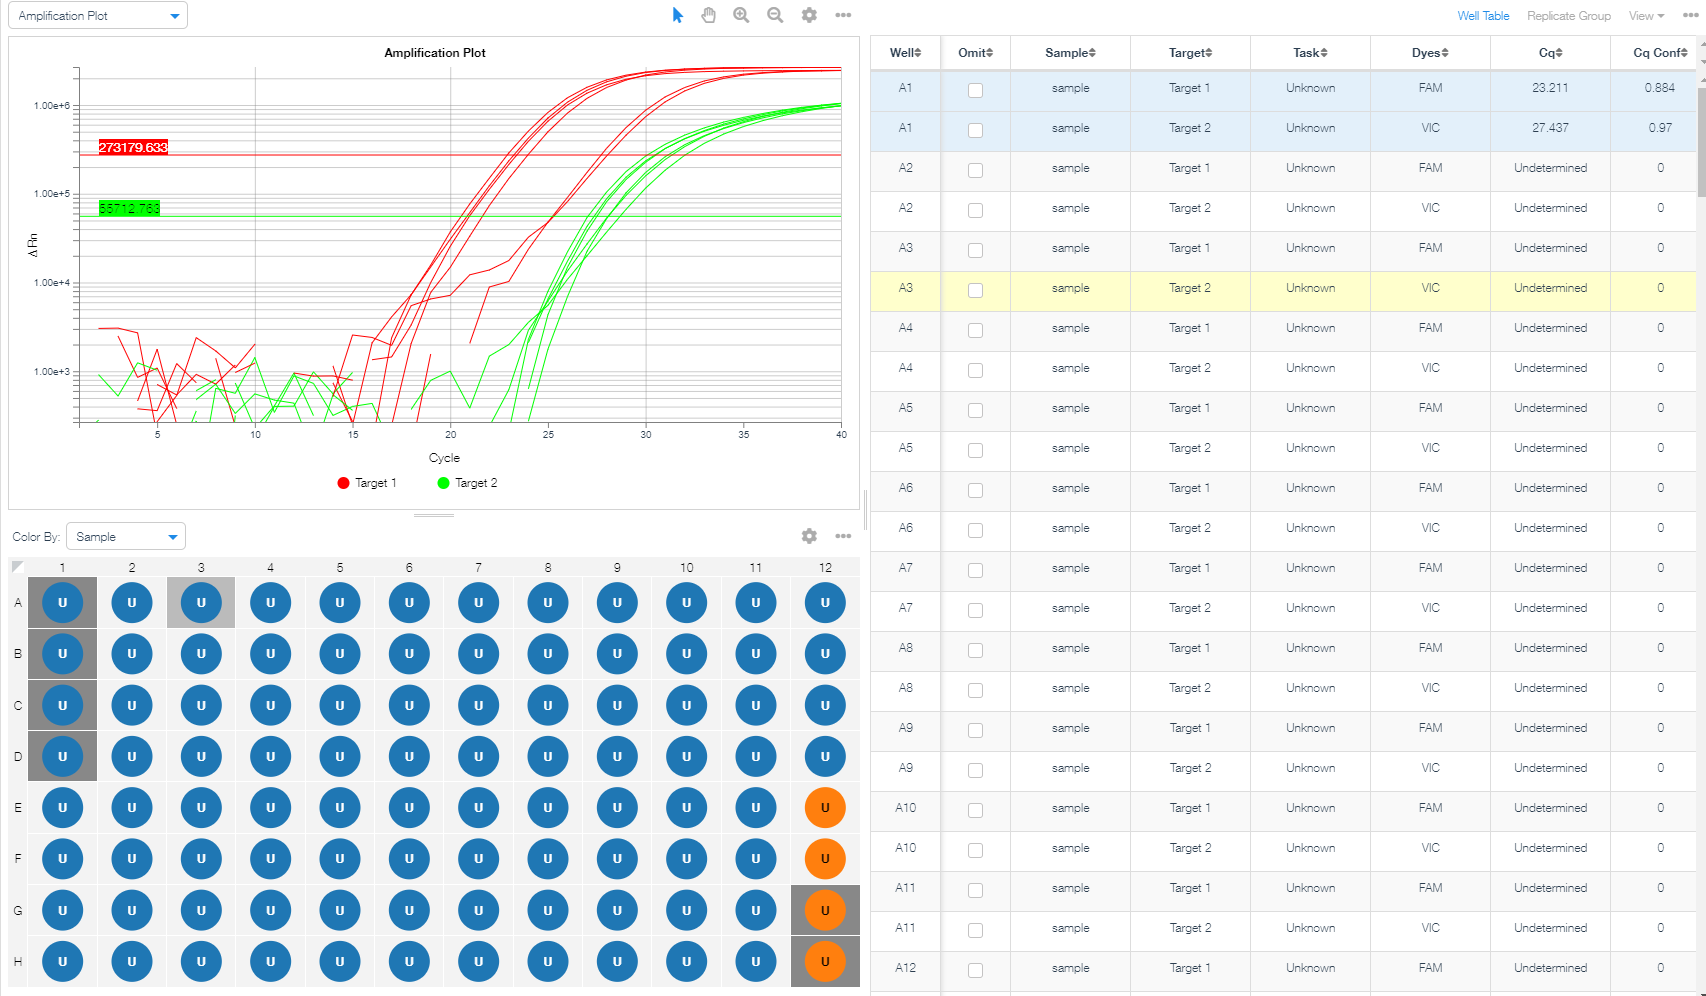 Amplification Plot
Amplification Plot
1.00e+6
273179.633
1.00e+5
55712.763
ΔRn
1.00e+4
1.00e+3
5 10 15 20 25 30 35 40
Cycle
Target 1 Target 2
Color By: Sample
1 2 3 4 5 6 7 8 9 10 11 12
A U U U U U U U U U U U U
B U U U U U U U U U U U U
C U U U U U U U U U U U U
D U U U U U U U U U U U U
E U U U U U U U U U U U U
F U U U U U U U U U U U U
G U U U U U U U U U U U U
H U U U U U U U U U U U U
Well Table Replicate Group View
Well Omit Sample Target Task Dyes Cq Cq Conf
A1 sample Target 1 Unknown FAM 23.211 0.884
A1 sample Target 2 Unknown VIC 27.437 0.97
A2 sample Target 1 Unknown FAM Undetermined 0
A2 sample Target 2 Unknown VIC Undetermined 0
A3 sample Target 1 Unknown FAM Undetermined 0
A3 sample Target 2 Unknown VIC Undetermined 0
A4 sample Target 1 Unknown FAM Undetermined 0
A4 sample Target 2 Unknown VIC Undetermined 0
A5 sample Target 1 Unknown FAM Undetermined 0
A5 sample Target 2 Unknown VIC Undetermined 0
A6 sample Target 1 Unknown FAM Undetermined 0
A6 sample Target 2 Unknown VIC Undetermined 0
A7 sample Target 1 Unknown FAM Undetermined 0
A7 sample Target 2 Unknown VIC Undetermined 0
A8 sample Target 1 Unknown FAM Undetermined 0
A8 sample Target 2 Unknown VIC Undetermined 0
A9 sample Target 1 Unknown FAM Undetermined 0
A9 sample Target 2 Unknown VIC Undetermined 0
A10 sample Target 1 Unknown FAM Undetermined 0
A10 sample Target 2 Unknown VIC Undetermined 0
A11 sample Target 1 Unknown FAM Undetermined 0
A11 sample Target 2 Unknown VIC Undetermined 0
A12 sample Target 1 Unknown FAM Undetermined 0